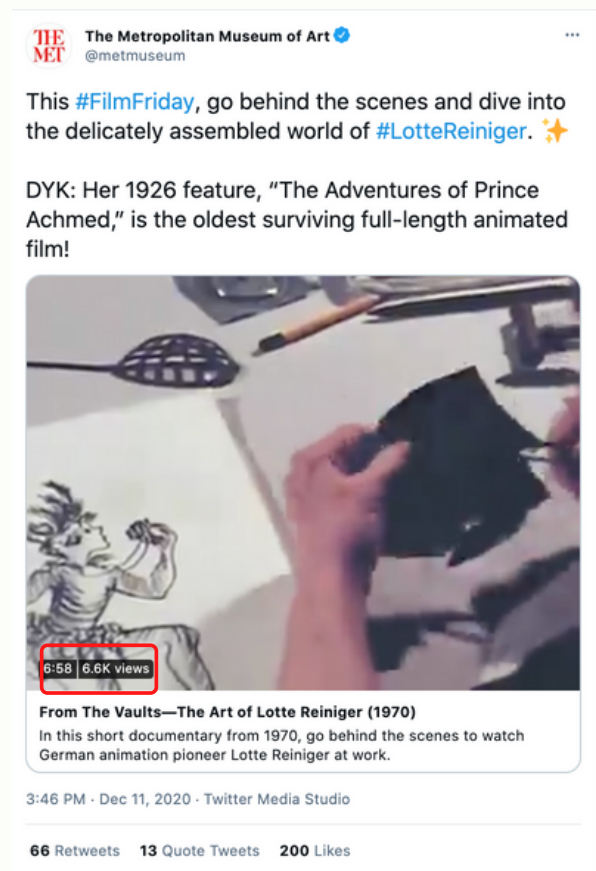 THE
MET
The Metropolitan Museum of Art
@metmuseum
This #FilmFriday, go behind the scenes and dive into
the delicately assembled world of #LotteReiniger. ✨
DYK: Her 1926 feature, “The Adventures of Prince
Achmed,” is the oldest surviving full-length animated
film!
6:58 6.6K views
From The Vaults—The Art of Lotte Reiniger (1970)
In this short documentary from 1970, go behind the scenes to watch
German animation pioneer Lotte Reiniger at work.
3:46 PM · Dec 11, 2020 · Twitter Media Studio
66 Retweets 13 Quote Tweets 200 Likes